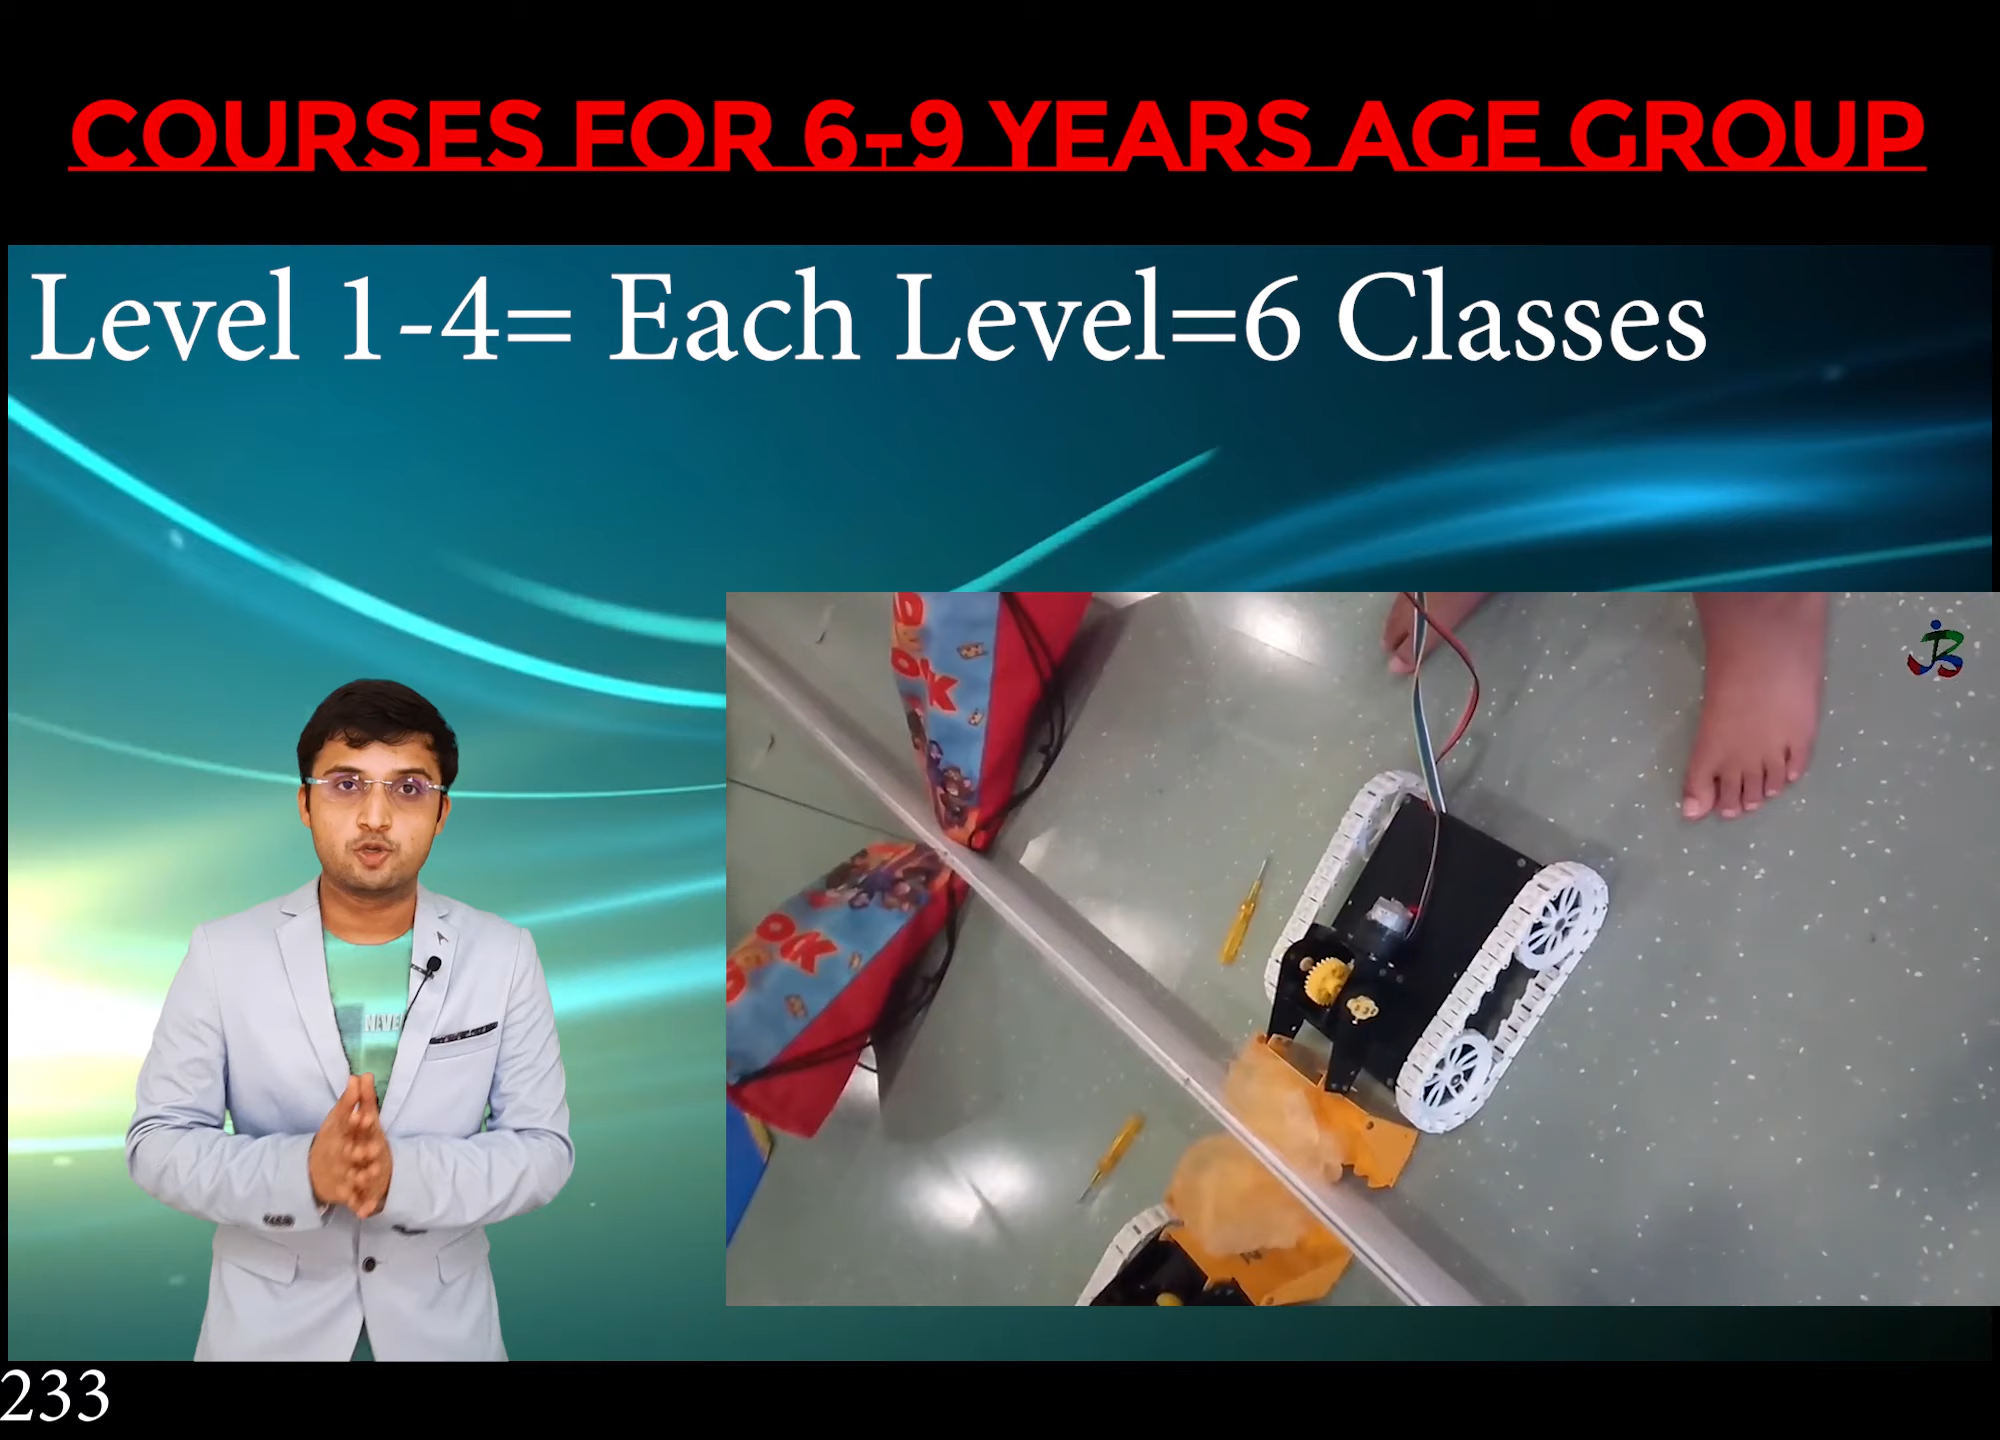 COURSES FOR 6-9 YEARS AGE GROUP
Level 1-4= Each Level=6 Classes
233